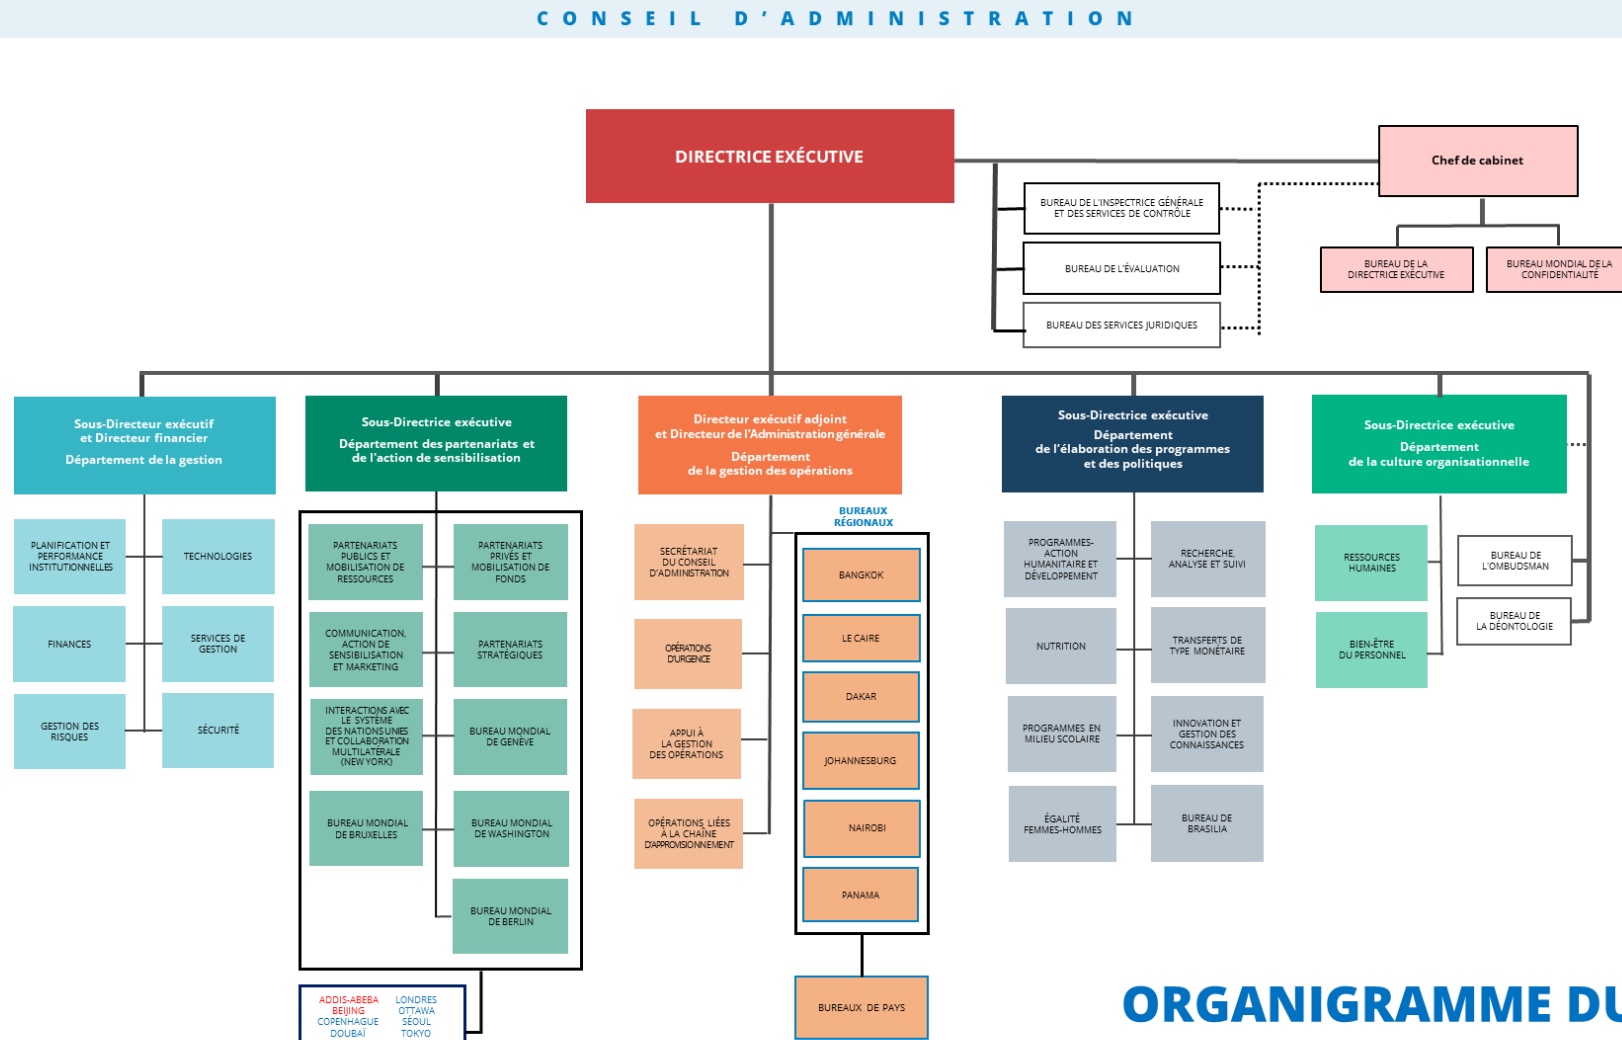 CONSEIL D’ADMINISTRATION
DIRECTRICE EXÉCUTIVE
Chef de cabinet
BUREAU DE L'INSPECTRICE GÉNÉRALE
ET DES SERVICES DE CONTRÔLE
BUREAU DE L'ÉVALUATION
BUREAU DES SERVICES JURIDIQUES
BUREAU DE LA
DIRECTRICE EXÉCUTIVE
BUREAU MONDIAL DE LA
CONFIDENTIALITÉ
Sous-Directeur exécutif
et Directeur financier
Département de la gestion
PLANIFICATION ET
PERFORMANCE
INSTITUTIONNELLES
TECHNOLOGIES
FINANCES
SERVICES DE
GESTION
GESTION DES
RISQUES
SÉCURITÉ
Sous-Directrice exécutive
Département des partenariats et
de l'action de sensibilisation
PARTENARIATS
PUBLICS ET
MOBILISATION DE
RESSOURCES
PARTENARIATS
PRIVÉS ET
MOBILISATION DE
FONDS
COMMUNICATION,
ACTION DE
SENSIBILISATION
ET MARKETING
PARTENARIATS
STRATÉGIQUES
INTERACTIONS AVEC
LE SYSTÈME
DES NATIONS UNIES
ET COLLABORATION
MULTILATÉRALE
(NEW YORK)
BUREAU MONDIAL
DE GENÈVE
BUREAU MONDIAL
DE BRUXELLES
BUREAU MONDIAL
DE WASHINGTON
BUREAU MONDIAL
DE BERLIN
ADDIS-ABEBA
BEIJING
COPENHAGUE
DOUBAÏ
LONDRES
OTTAWA
SÉOUL
TOKYO
Directeur exécutif adjoint
et Directeur de l’Administration générale
Département
de la gestion des opérations
SECRÉTARIAT
DU CONSEIL
D'ADMINISTRATION
OPÉRATIONS
D'URGENCE
APPUI À
LA GESTION
DES OPÉRATIONS
OPÉRATIONS LIÉES
À LA CHAÎNE
D'APPROVISIONNEMENT
BUREAUX
RÉGIONAUX
BANGKOK
LE CAIRE
DAKAR
JOHANNESBURG
NAIROBI
PANAMA
BUREAUX DE PAYS
Sous-Directrice exécutive
Département
de l’élaboration des programmes
et des politiques
PROGRAMMES-
ACTION
HUMANITAIRE ET
DÉVELOPPEMENT
RECHERCHE,
ANALYSE ET SUIVI
NUTRITION
TRANSFERTS DE
TYPE MONÉTAIRE
PROGRAMMES EN
MILIEU SCOLAIRE
INNOVATION ET
GESTION DES
CONNAISSANCES
ÉGALITÉ
FEMMES-HOMMES
BUREAU DE
BRASILIA
Sous-Directrice exécutive
Département
de la culture organisationnelle
RESSOURCES
HUMAINES
BIEN-ÊTRE
DU PERSONNEL
BUREAU DE
L'OMBUDSMAN
BUREAU DE
LA DÉONTOLOGIE
ORGANIGRAMME DU